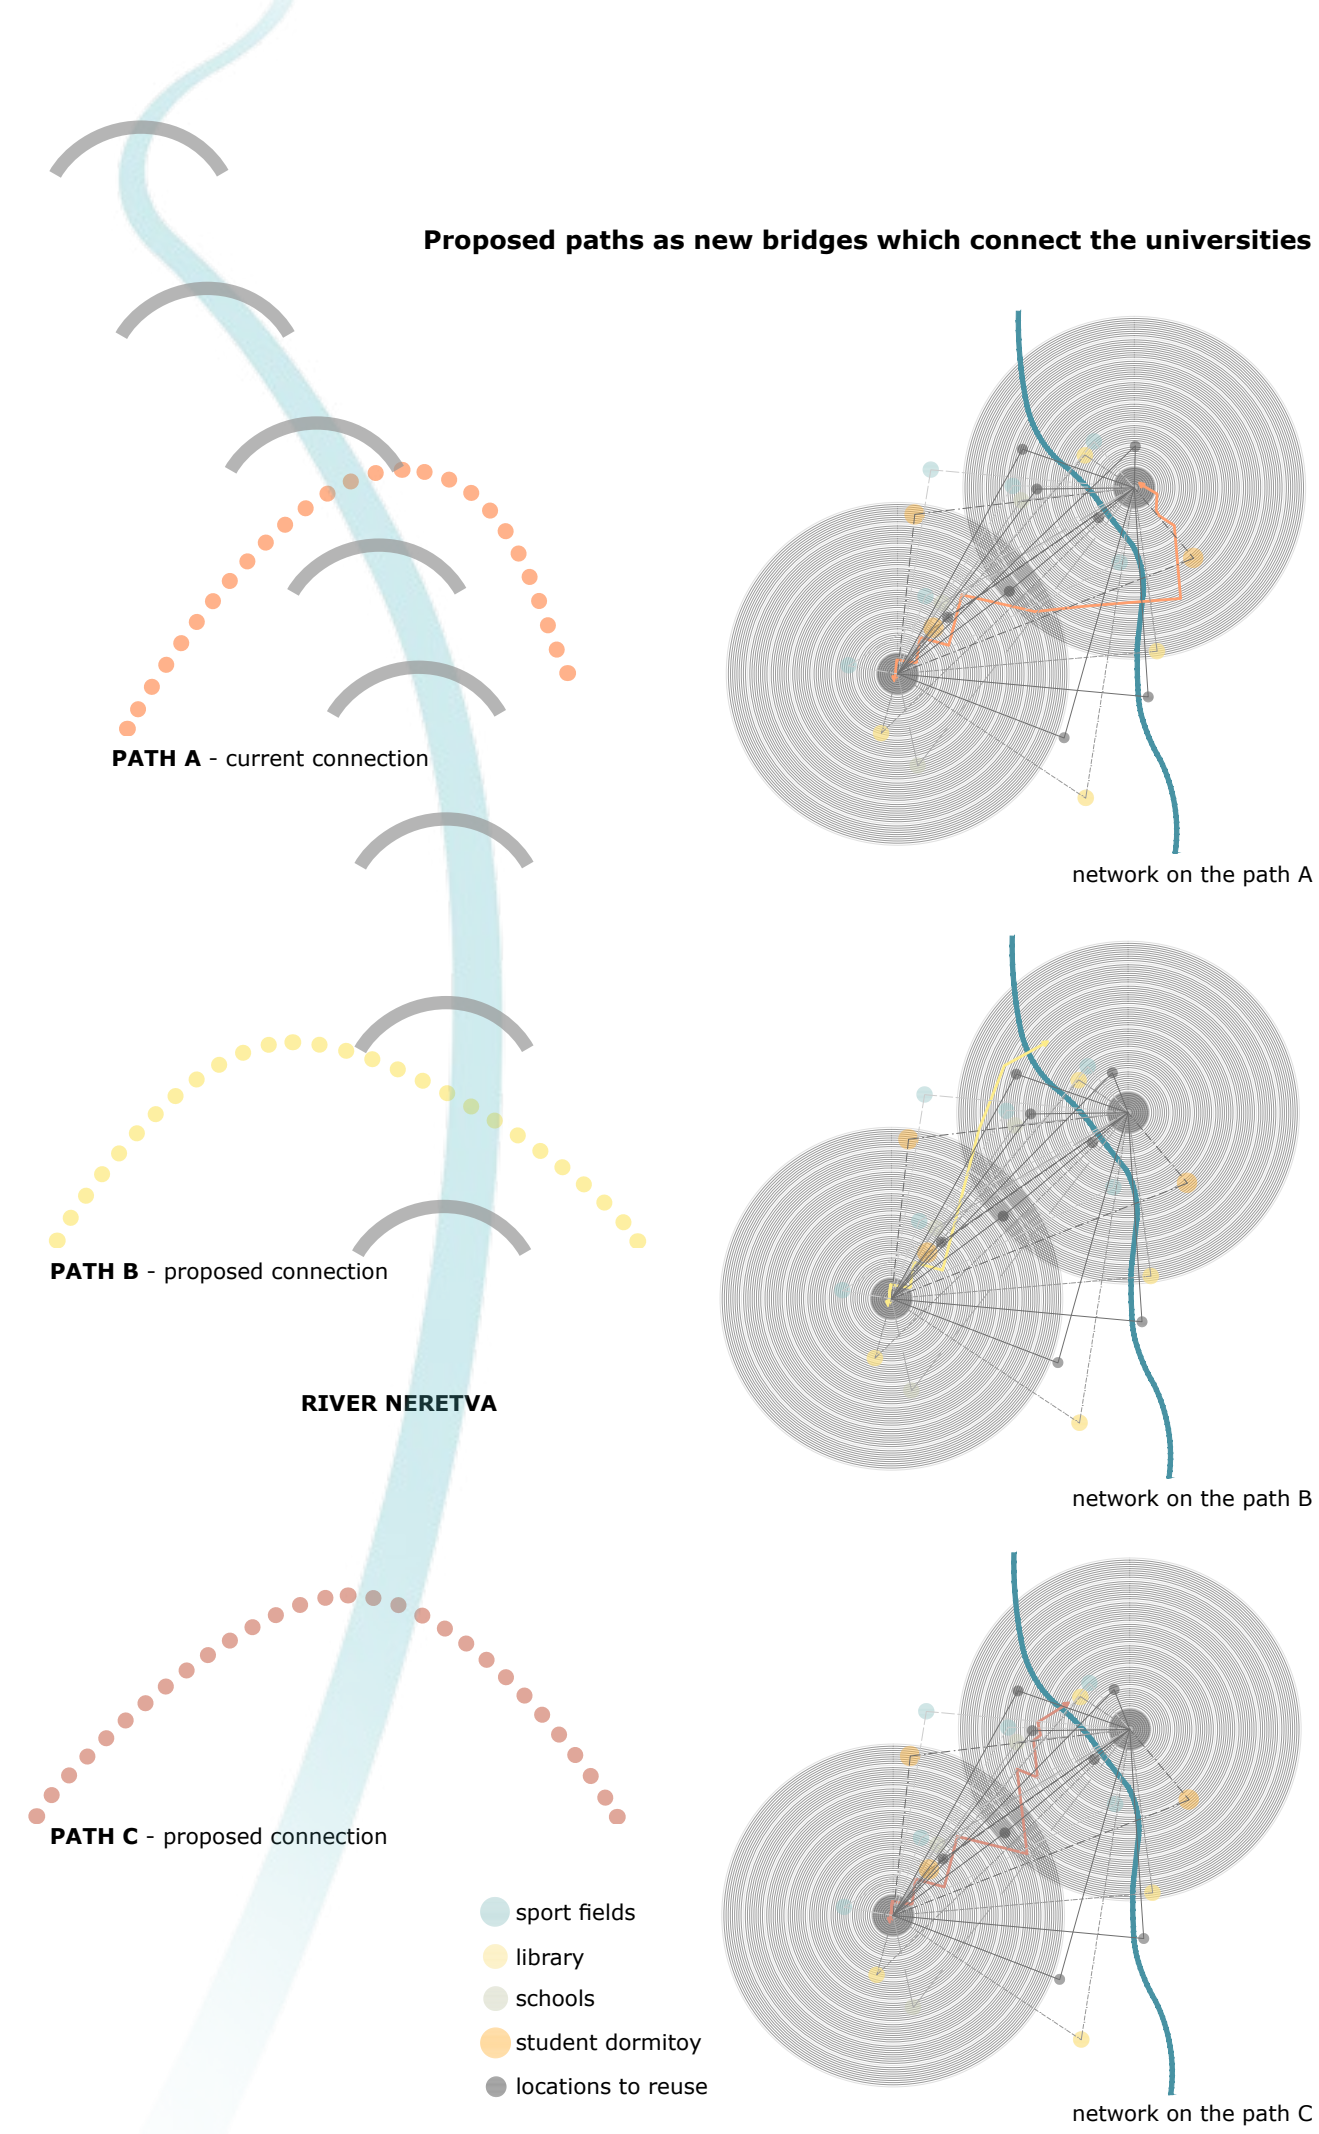 Proposed paths as new bridges which connect the universities
PATH A - current connection
network on the path A
PATH B - proposed connection
RIVER NERETVA
network on the path B
PATH C - proposed connection
sport fields
library
schools
student dormitoy
locations to reuse
network on the path C